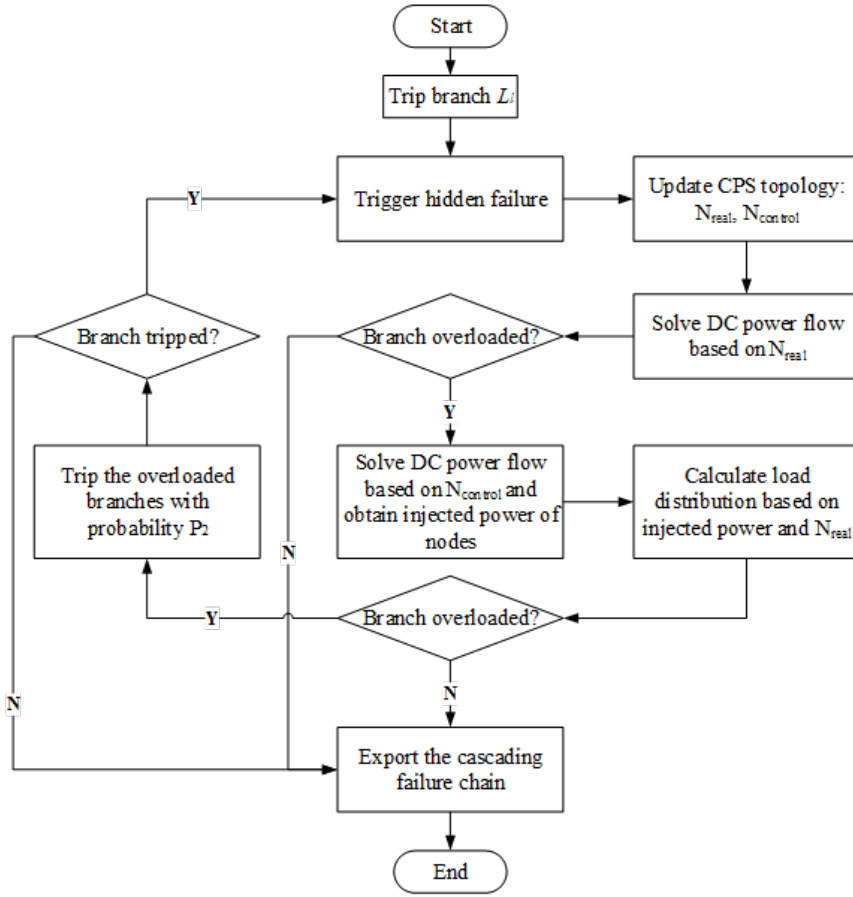 Start
Trip branch Li
Y
Trigger hidden failure
Update CPS topology:
Nreal, Ncontrol
Branch tripped?
Branch overloaded?
Solve DC power flow
based on Nreal
Y
Trip the overloaded
branches with
probability P2
Solve DC power flow
based on Ncontrol and
obtain injected power of
nodes
Calculate load
distribution based on
injected power and Nreal
N
Y
Branch overloaded?
N
N
Export the cascading
failure chain
End